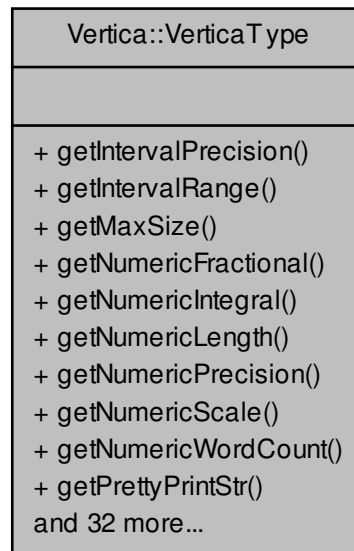 Vertica::VerticaType
+ getIntervalPrecision()
+ getIntervalRange()
+ getMaxSize()
+ getNumericFractional()
+ getNumericIntegral()
+ getNumericLength()
+ getNumericPrecision()
+ getNumericScale()
+ getNumericWordCount()
+ getPrettyPrintStr()
and 32 more...